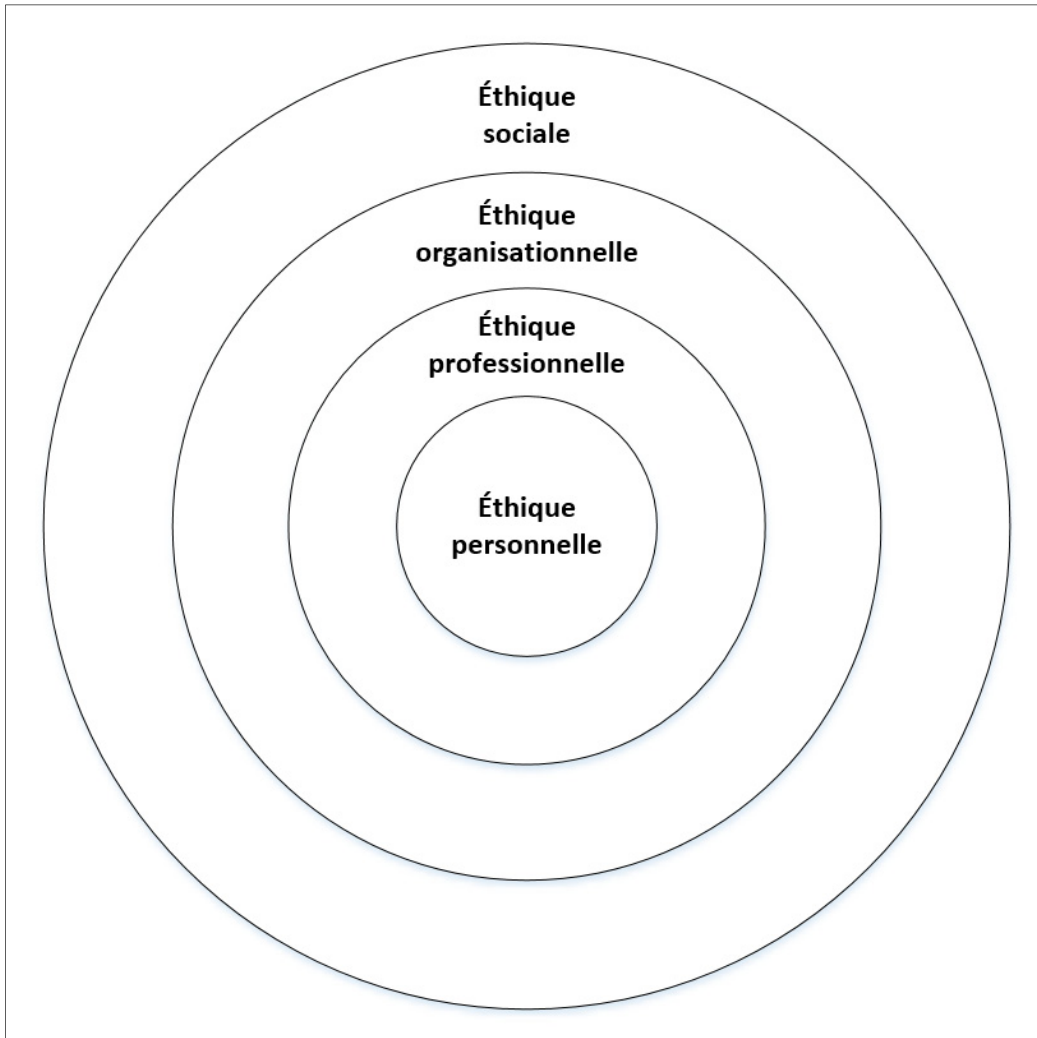 Éthique
sociale
Éthique
organisationnelle
Éthique
professionnelle
Éthique
personnelle